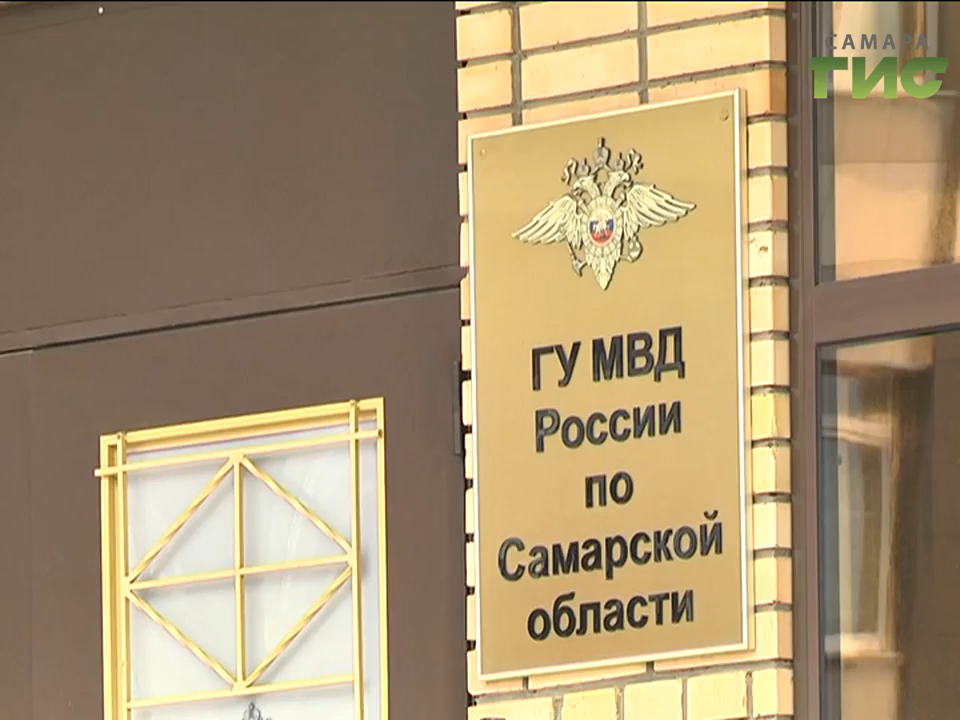 САМАРА
ГИС
ГУ МВД
России
по
Самарской
области